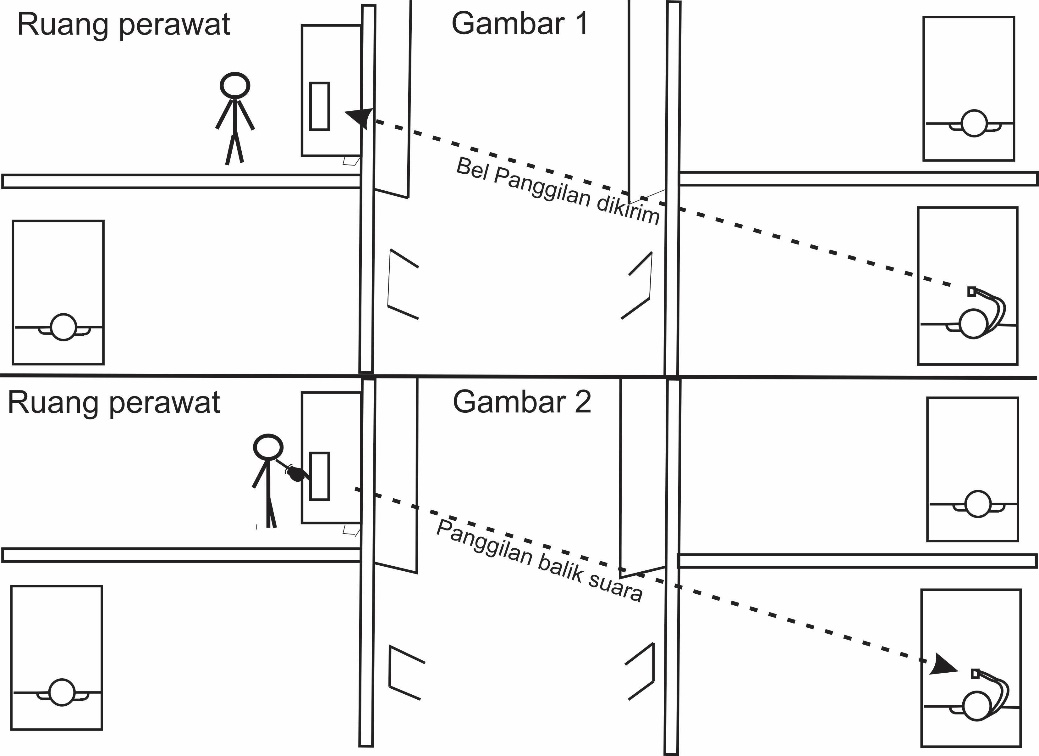 Ruang perawat
Gambar 1
Bel Panggilan dikirim
Ruang perawat
Gambar 2
Panggilan balik suara